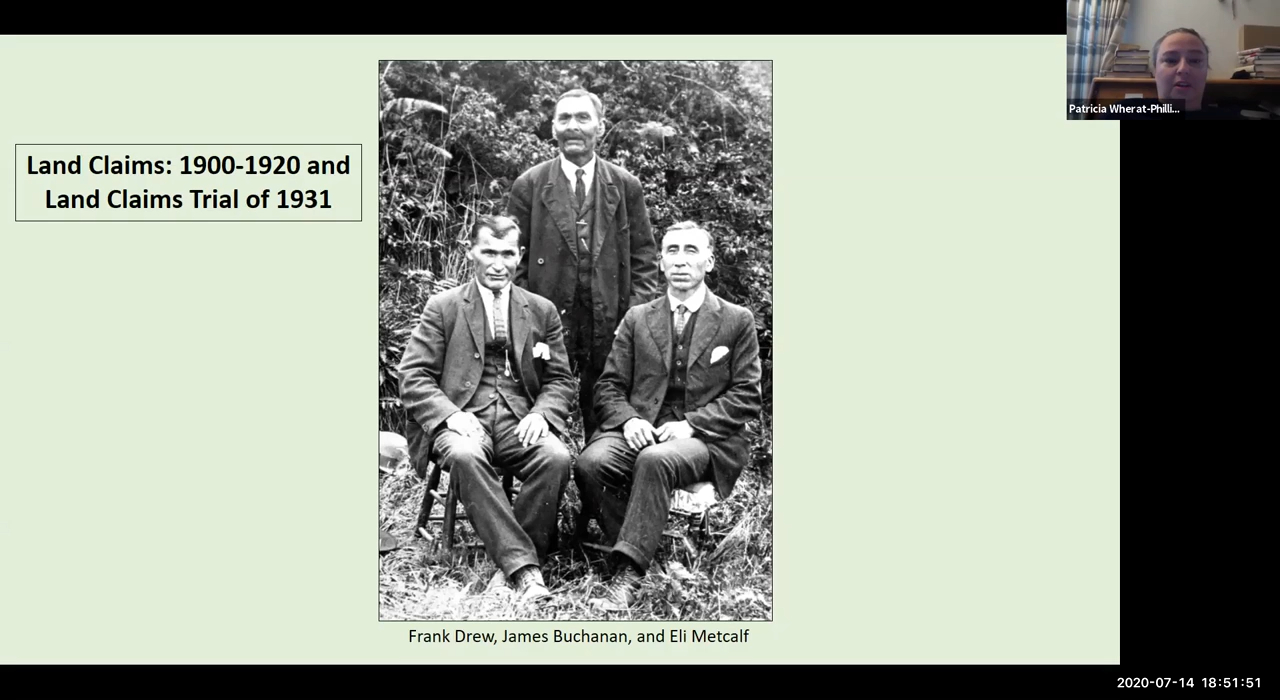 Patricia Wherat-Philli...
Land Claims: 1900-1920 and
Land Claims Trial of 1931
Frank Drew, James Buchanan, and Eli Metcalf
2020-07-14 18:51:51